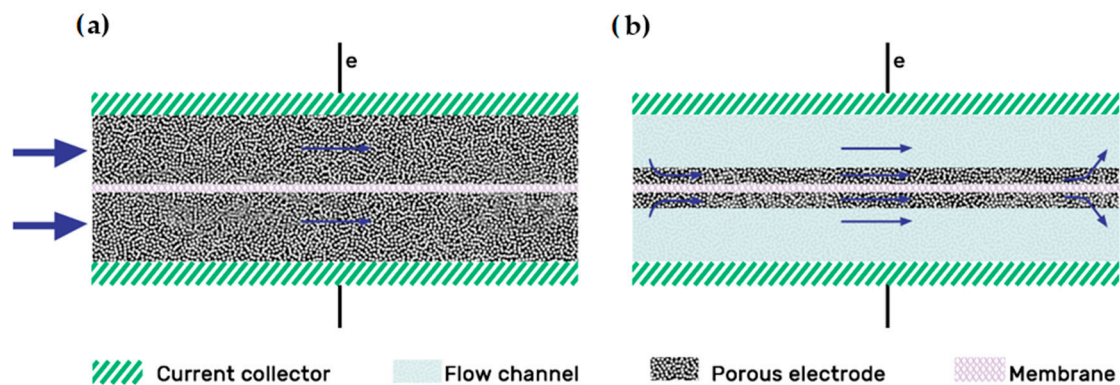 (a)
(b)
e
e
Current collector
Flow channel
Porous electrode
Membrane